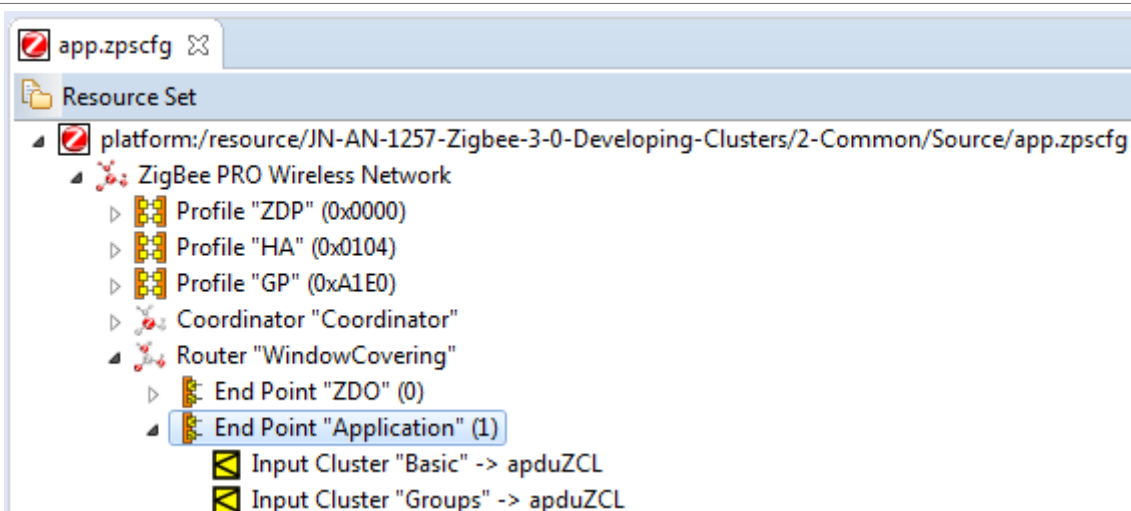 app.zpscfg
Resource Set
platform:/resource/JN-AN-1257-Zigbee-3-0-Developing-Clusters/2-Common/Source/app.zpscfg
ZigBee PRO Wireless Network
Profile "ZDP" (0x0000)
Profile "HA" (0x0104)
Profile "GP" (0xA1E0)
Coordinator "Coordinator"
Router "WindowCovering"
End Point "ZDO" (0)
End Point "Application" (1)
Input Cluster "Basic" -> apduZCL
Input Cluster "Groups" -> apduZCL